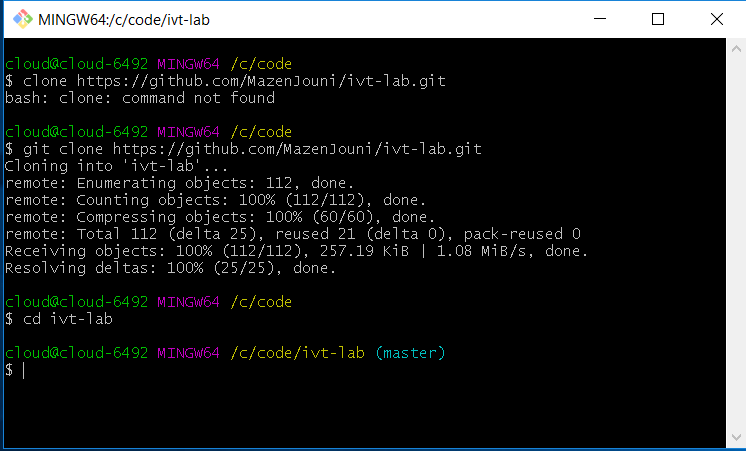 MINGW64:/c/code/ivt-lab
cloud@cloud-6492 MINGW64 /c/code
$ clone https://github.com/MazenJouni/ivt-lab.git
bash: clone: command not found
cloud@cloud-6492 MINGW64 /c/code
$ git clone https://github.com/MazenJouni/ivt-lab.git
Cloning into 'ivt-lab'...
remote: Enumerating objects: 112, done.
remote: Counting objects: 100% (112/112), done.
remote: Compressing objects: 100% (60/60), done.
remote: Total 112 (delta 25), reused 21 (delta 0), pack-reused 0
Receiving objects: 100% (112/112), 257.19 KiB | 1.08 MiB/s, done.
Resolving deltas: 100% (25/25), done.
cloud@cloud-6492 MINGW64 /c/code
$ cd ivt-lab
cloud@cloud-6492 MINGW64 /c/code/ivt-lab (master)
$